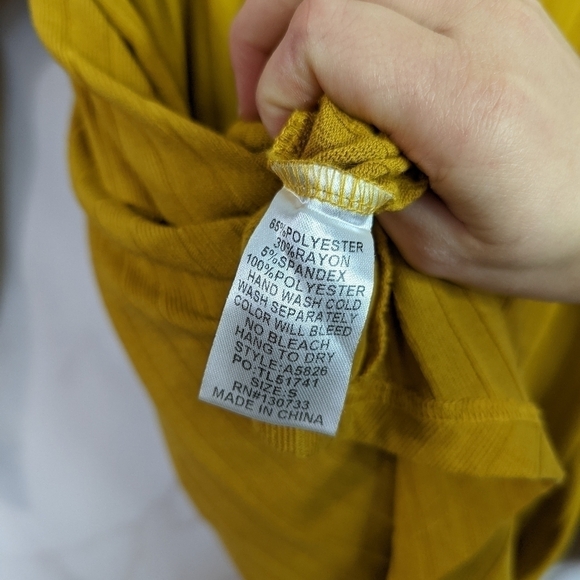 65%POLYESTER
30%RAYON
5%SPANDEX
100%POLYESTER
HAND WASH COLD
WASH SEPARATELY
COLOR WILL BLEED
NO BLEACH
HANG TO DRY
STYLE:A5826
PO:TL51741
SIZE:S
RN#130733
MADE IN CHINA